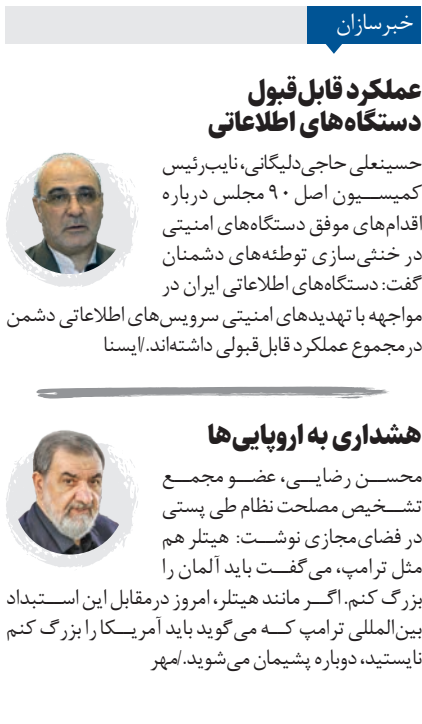 خبرسازان
عملکرد قابل‌قبول
دستگاه‌های اطلاعاتی
حسینعلی حاجی‌دلیگانی، نایب‌رئیس
کمیسیون اصل ۹۰ مجلس درباره
اقدام‌های موفق دستگاه‌های امنیتی
در خنثی‌سازی توطئه‌های دشمنان
گفت: دستگاه‌های اطلاعاتی ایران در
مواجهه با تهدیدهای امنیتی سرویس‌های اطلاعاتی دشمن
درمجموع عملکرد قابل‌قبولی داشته‌اند./ایسنا
هشداری به اروپایی‌ها
محسن رضایی، عضو مجمع
تشخیص مصلحت نظام طی پستی
در فضای‌مجازی نوشت: هیتلر هم
مثل ترامپ، می‌گفت باید آلمان را
بزرگ کنم. اگر مانند هیتلر، امروز درمقابل این استبداد
بین‌المللی ترامپ که می‌گوید باید آمریکا را بزرگ کنم
نایستید، دوباره پشیمان می‌شوید./مهر